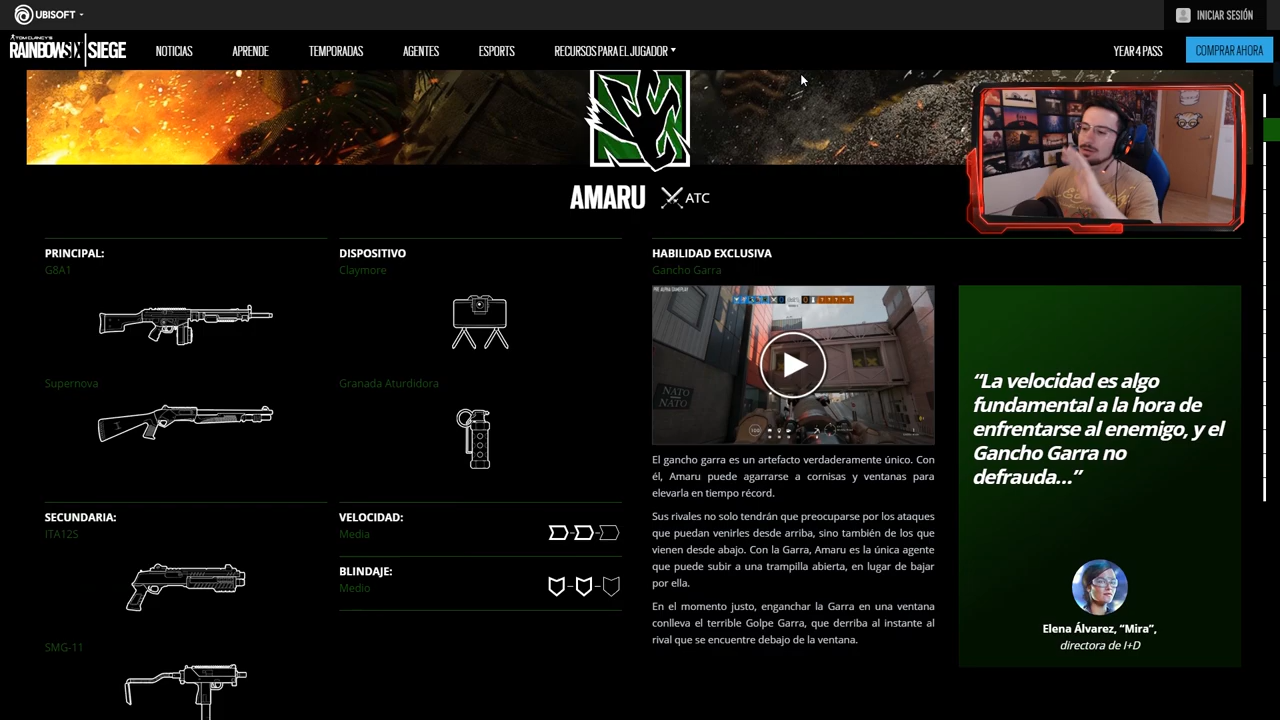 UBISOFT
INICIAR SESIÓN
TOM CLANCY'S
RAINBOWSIX | SIEGE
NOTICIAS
APRENDE
TEMPORADAS
AGENTES
ESPORTS
RECURSOS PARA EL JUGADOR
YEAR 4 PASS
COMPRAR AHORA
AMARU
ATC
PRINCIPAL:
G8A1
Supernova
DISPOSITIVO
Claymore
Granada Aturdidora
SECUNDARIA:
ITA12S
SMG-11
VELOCIDAD:
Media
BLINDAJE:
Medio
HABILIDAD EXCLUSIVA
Gancho Garra
NATO
NATO
El gancho garra es un artefacto verdaderamente único. Con
él, Amaru puede agarrarse a cornisas y ventanas para
elevarla en tiempo récord.
Sus rivales no solo tendrán que preocuparse por los ataques
que puedan venirles desde arriba, sino también de los que
vienen desde abajo. Con la Garra, Amaru es la única agente
que puede subir a una trampilla abierta, en lugar de bajar
por ella.
En el momento justo, enganchar la Garra en una ventana
conlleva el terrible Golpe Garra, que derriba al instante al
rival que se encuentre debajo de la ventana.
“La velocidad es algo
fundamental a la hora de
enfrentarse al enemigo, y el
Gancho Garra no
defrauda...”
Elena Álvarez, “Mira”,
directora de I+D